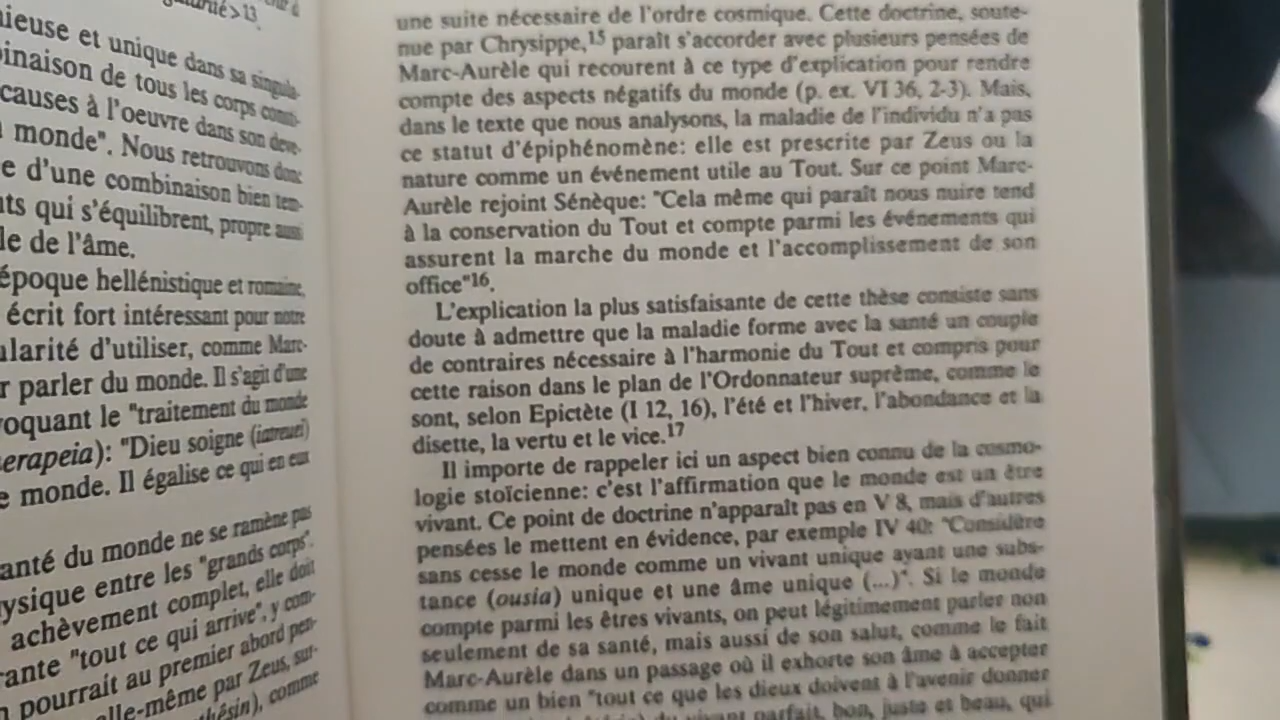 ularité>13.
nieuse et unique dans sa singula-
binaison de tous les corps consti-
causes à l'oeuvre dans son deve-
monde". Nous retrouvons donc
e d'une combinaison bien tem-
nts qui s'équilibrent, propre aussi
le de l'âme.
époque hellénistique et romaine,
écrit fort intéressant pour notre
ularité d'utiliser, comme Marc-
r parler du monde. Il s'agit d'une
voquant le "traitement du monde
erapeia): "Dieu soigne (iatreuei)
e monde. Il égalise ce qui en eux
anté du monde ne se ramène pas
ysique entre les "grands corps".
achèvement complet, elle doit
rante "tout ce qui arrive", y com-
pourrait au premier abord pen-
elle-même par Zeus, sur-
thésin), comme
une suite nécessaire de l'ordre cosmique. Cette doctrine, soute-
nue par Chrysippe,15 paraît s'accorder avec plusieurs pensées de
Marc-Aurèle qui recourent à ce type d'explication pour rendre
compte des aspects négatifs du monde (p. ex. VI 36, 2-3). Mais,
dans le texte que nous analysons, la maladie de l'individu n'a pas
ce statut d'épiphénomène: elle est prescrite par Zeus ou la
nature comme un événement utile au Tout. Sur ce point Marc-
Aurèle rejoint Sénèque: "Cela même qui paraît nous nuire tend
à la conservation du Tout et compte parmi les événements qui
assurent la marche du monde et l'accomplissement de son
office"16.
L'explication la plus satisfaisante de cette thèse consiste sans
doute à admettre que la maladie forme avec la santé un couple
de contraires nécessaire à l'harmonie du Tout et compris pour
cette raison dans le plan de l'Ordonnateur suprême, comme le
sont, selon Epictète (I 12, 16), l'été et l'hiver, l'abondance et la
disette, la vertu et le vice.17
Il importe de rappeler ici un aspect bien connu de la cosmo-
logie stoïcienne: c'est l'affirmation que le monde est un être
vivant. Ce point de doctrine n'apparaît pas en V 8, mais d'autres
pensées le mettent en évidence, par exemple IV 40: "Considère
sans cesse le monde comme un vivant unique ayant une subs-
tance (ousia) unique et une âme unique (...)". Si le monde
compte parmi les êtres vivants, on peut légitimement parler non
seulement de sa santé, mais aussi de son salut, comme le fait
Marc-Aurèle dans un passage où il exhorte son âme à accepter
comme un bien "tout ce que les dieux doivent à l'avenir donner
du vivant parfait, bon, juste et beau, qui